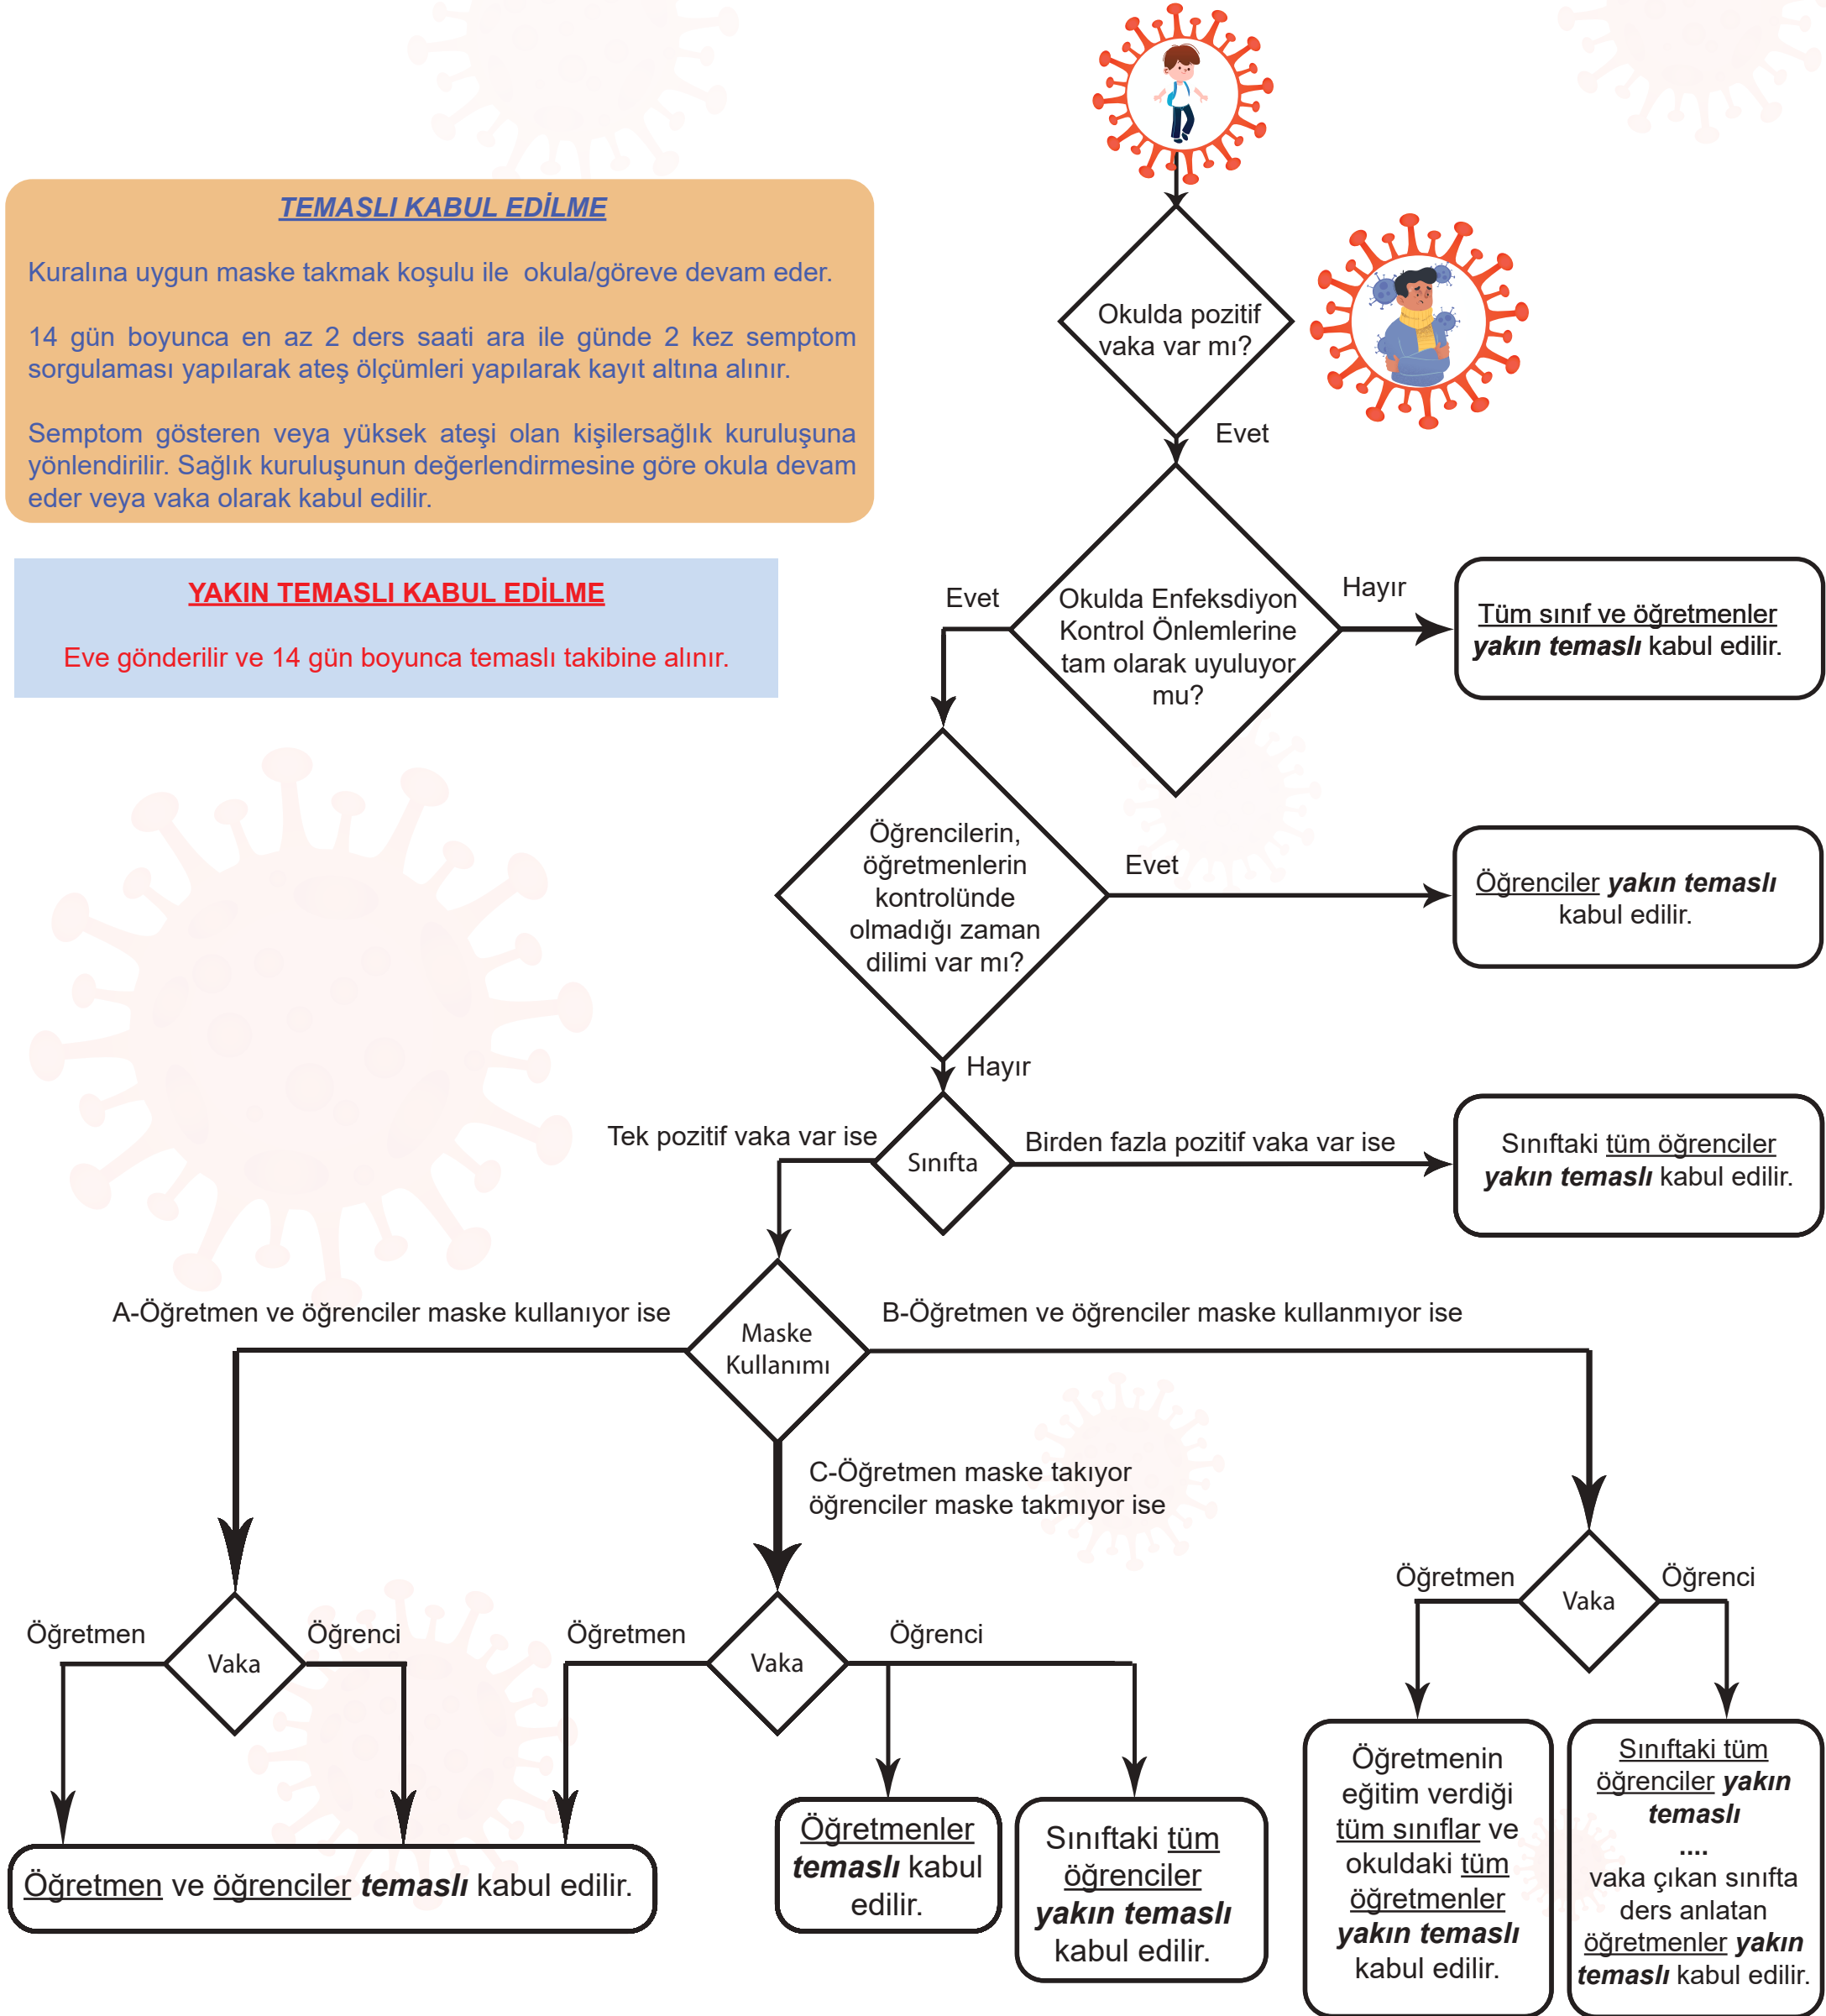 TEMASLI KABUL EDİLME
Kuralına uygun maske takmak koşulu ile okula/göreve devam eder.
14 gün boyunca en az 2 ders saati ara ile günde 2 kez semptom
sorgulaması yapılarak ateş ölçümleri yapılarak kayıt altına alınır.
Semptom gösteren veya yüksek ateşi olan kişilersağlık kuruluşuna
yönlendirilir. Sağlık kuruluşunun değerlendirmesine göre okula devam
eder veya vaka olarak kabul edilir.
YAKIN TEMASLI KABUL EDİLME
Eve gönderilir ve 14 gün boyunca temaslı takibine alınır.
Okulda pozitif
vaka var mı?
Evet
Okulda Enfeksdiyon
Kontrol Önlemlerine
tam olarak uyuluyor
mu?
Evet
Hayır
Tüm sınıf ve öğretmenler
yakın temaslı kabul edilir.
Öğrencilerin,
öğretmenlerin
kontrolünde
olmadığı zaman
dilimi var mı?
Evet
Öğrenciler yakın temaslı
kabul edilir.
Hayır
Sınıfta
Tek pozitif vaka var ise
Birden fazla pozitif vaka var ise
Sınıftaki tüm öğrenciler
yakın temaslı kabul edilir.
Maske
Kullanımı
A-Öğretmen ve öğrenciler maske kullanıyor ise
B-Öğretmen ve öğrenciler maske kullanmıyor ise
C-Öğretmen maske takıyor
öğrenciler maske takmıyor ise
Öğretmen
Vaka
Öğrenci
Öğretmen
Vaka
Öğrenci
Öğretmen
Vaka
Öğrenci
Öğretmen ve öğrenciler temaslı kabul edilir.
Öğretmenler
temaslı kabul
edilir.
Sınıftaki tüm
öğrenciler
yakın temaslı
kabul edilir.
Öğretmenin
eğitim verdiği
tüm sınıflar ve
okuldaki tüm
öğretmenler
yakın temaslı
kabul edilir.
Sınıftaki tüm
öğrenciler yakın
temaslı
....
vaka çıkan sınıfta
ders anlatan
öğretmenler yakın
temaslı kabul edilir.